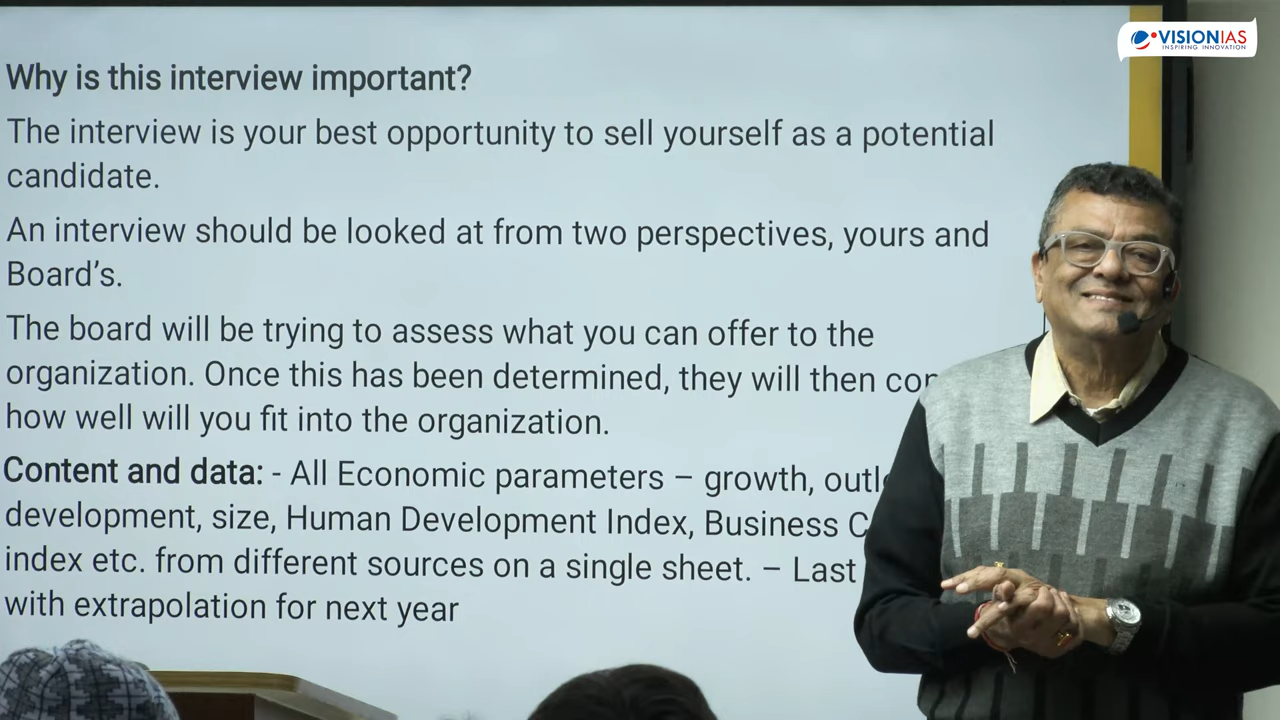 VISIONIAS
INSPIRING INNOVATION
Why is this interview important?
The interview is your best opportunity to sell yourself as a potential
candidate.
An interview should be looked at from two perspectives, yours and
Board's.
The board will be trying to assess what you can offer to the
organization. Once this has been determined, they will then
how well will you fit into the organization.
Content and data: - All Economic parameters – growth,
development, size, Human Development Index, Business
index etc. from different sources on a single sheet. – Last
with extrapolation for next year